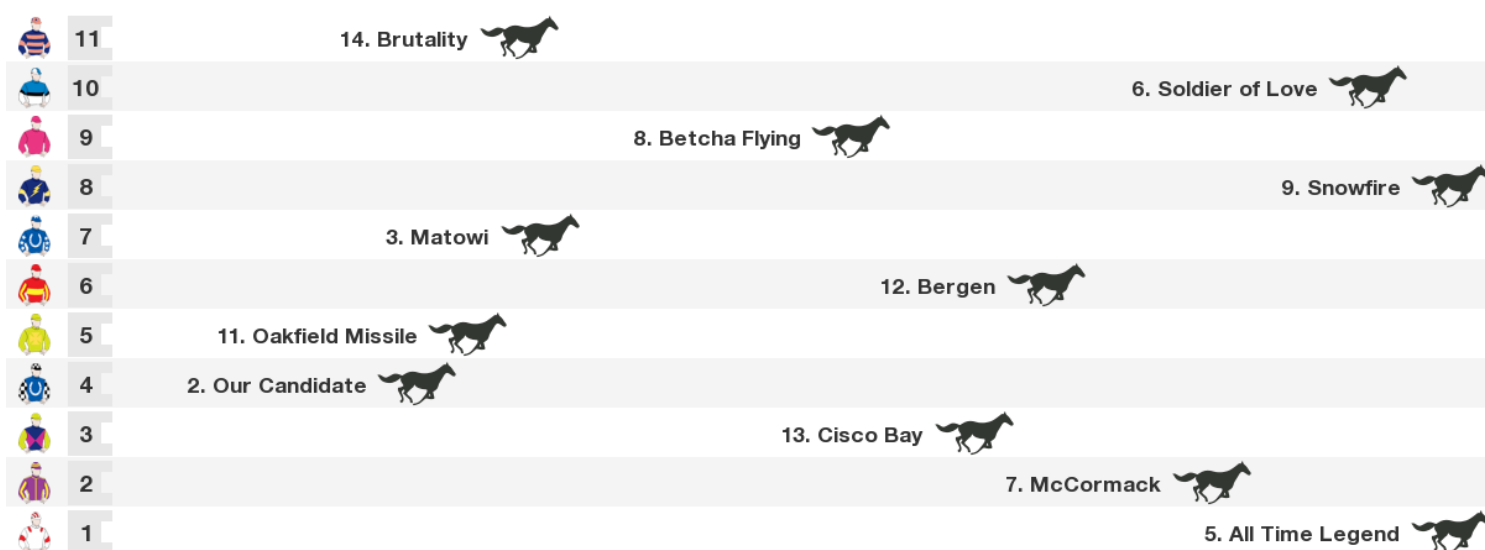 11 14. Brutality
10 6. Soldier of Love
9 8. Betcha Flying
8 9. Snowfire
7 3. Matowi
6 12. Bergen
5 11. Oakfield Missile
4 2. Our Candidate
3 13. Cisco Bay
2 7. McCormack
1 5. All Time Legend